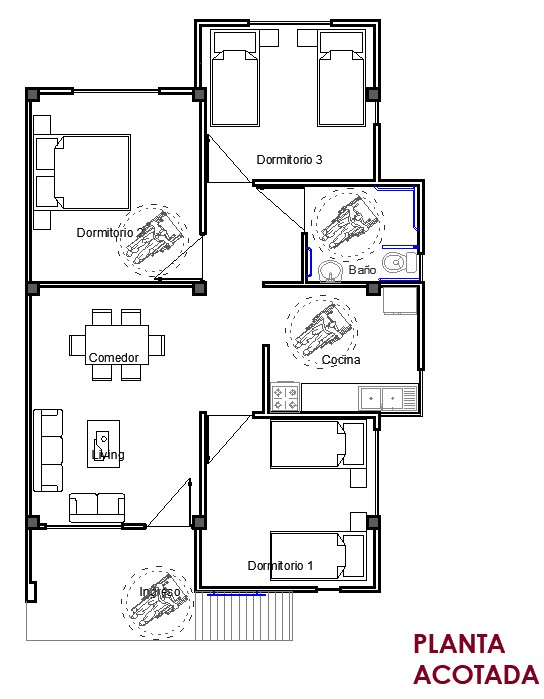 Dormitorio 3
Dormitorio 2
Baño
Comedor
Cocina
Living
Dormitorio 1
Ingreso
PLANTA
ACOTADA